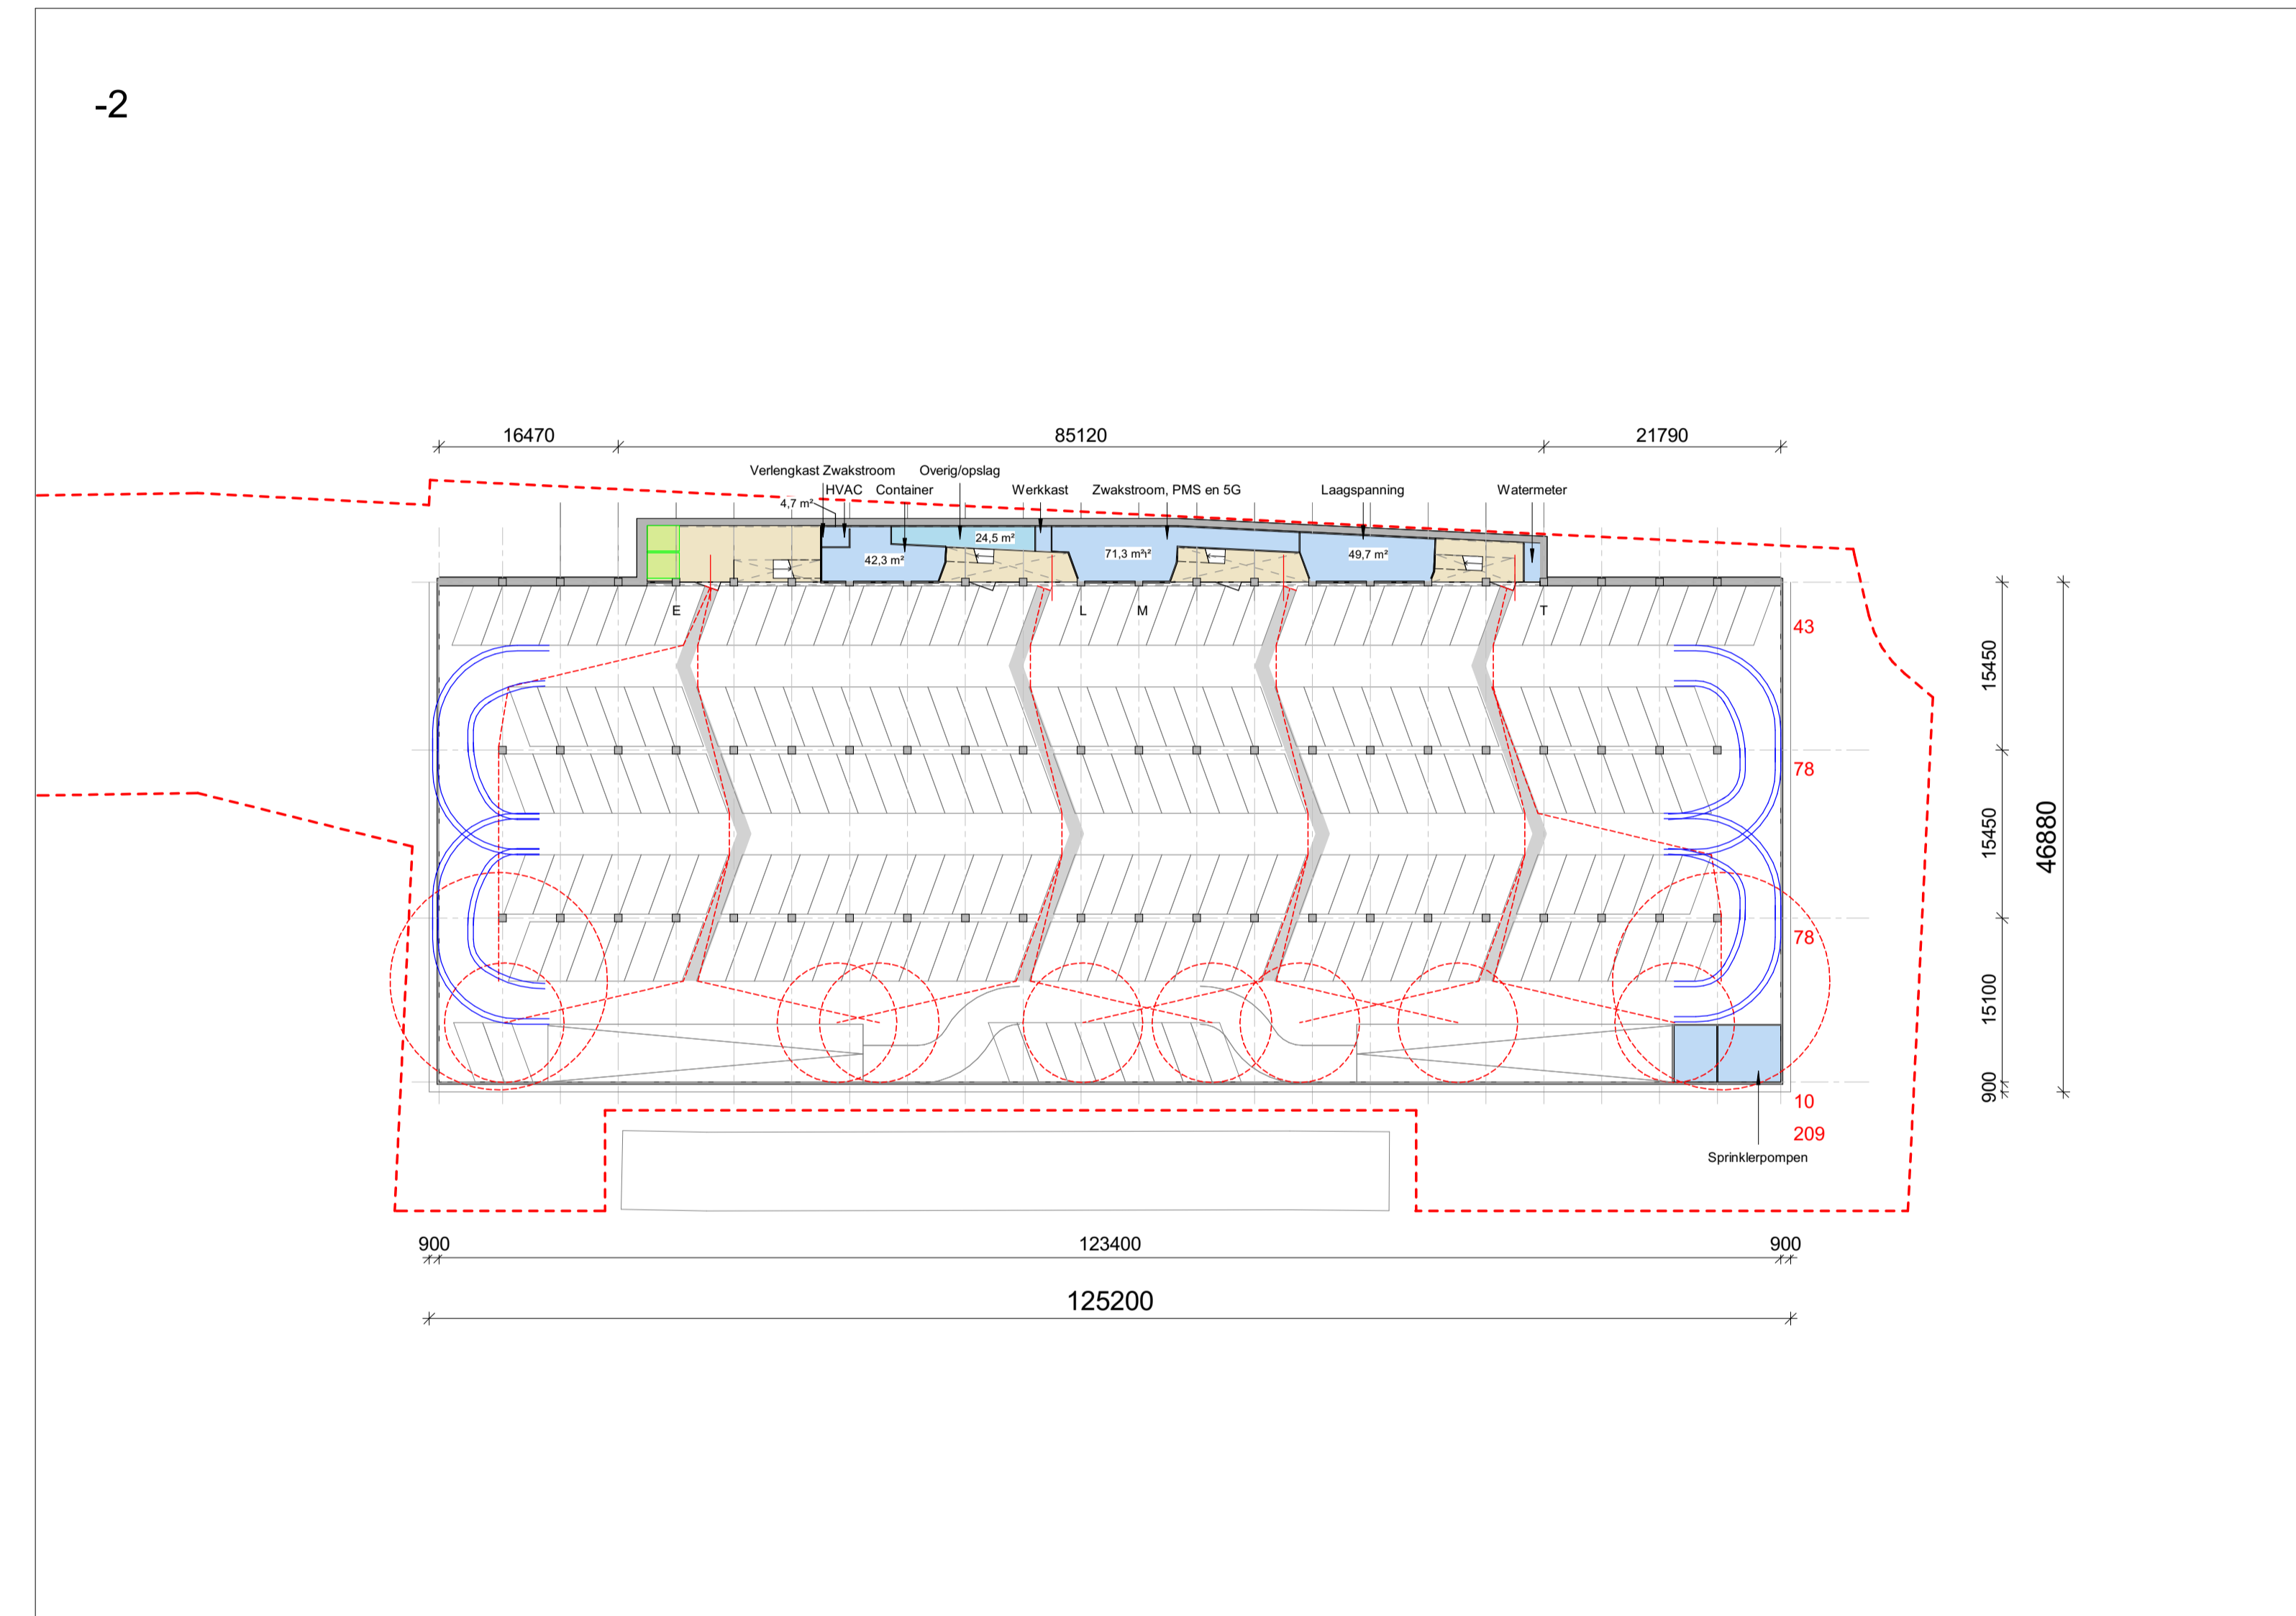 -2
16470
85120
21790
Verlengkast Zwakstroom
Overig/opslag
HVAC
Container
Werkkast
Zwakstroom, PMS en 5G
Laagspanning
Watermeter
4,7 m²
24,5 m²
42,3 m²
71,3 m²²
49,7 m²
E
L
M
T
43
15450
78
15450
46880
78
15100
900
10
209
Sprinklerpompen
900
123400
900
125200